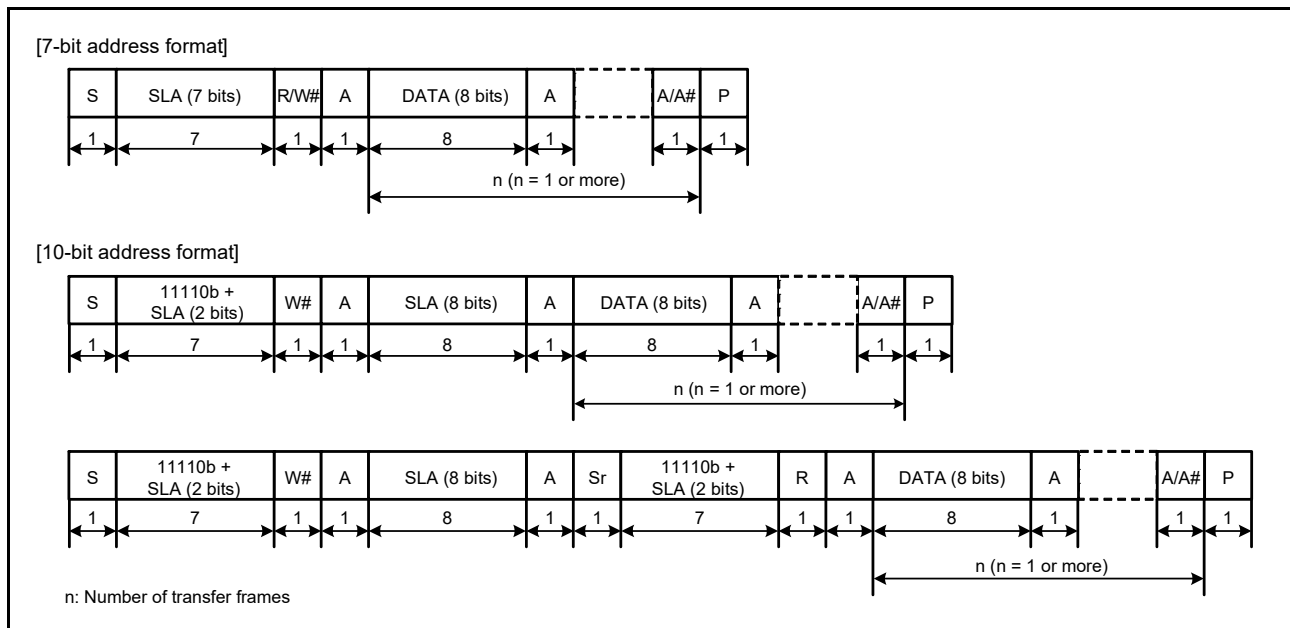 [7-bit address format]
S SLA (7 bits) R/W# A DATA (8 bits) A A/A# P
1 7 1 1 8 1 1 1
n (n = 1 or more)
[10-bit address format]
S 11110b + SLA (2 bits) W# A SLA (8 bits) A DATA (8 bits) A A/A# P
1 7 1 1 8 1 8 1 1 1
n (n = 1 or more)
S 11110b + SLA (2 bits) W# A SLA (8 bits) A Sr 11110b + SLA (2 bits) R A DATA (8 bits) A A/A# P
1 7 1 1 8 1 1 7 1 1 8 1 1 1
n (n = 1 or more)
n: Number of transfer frames